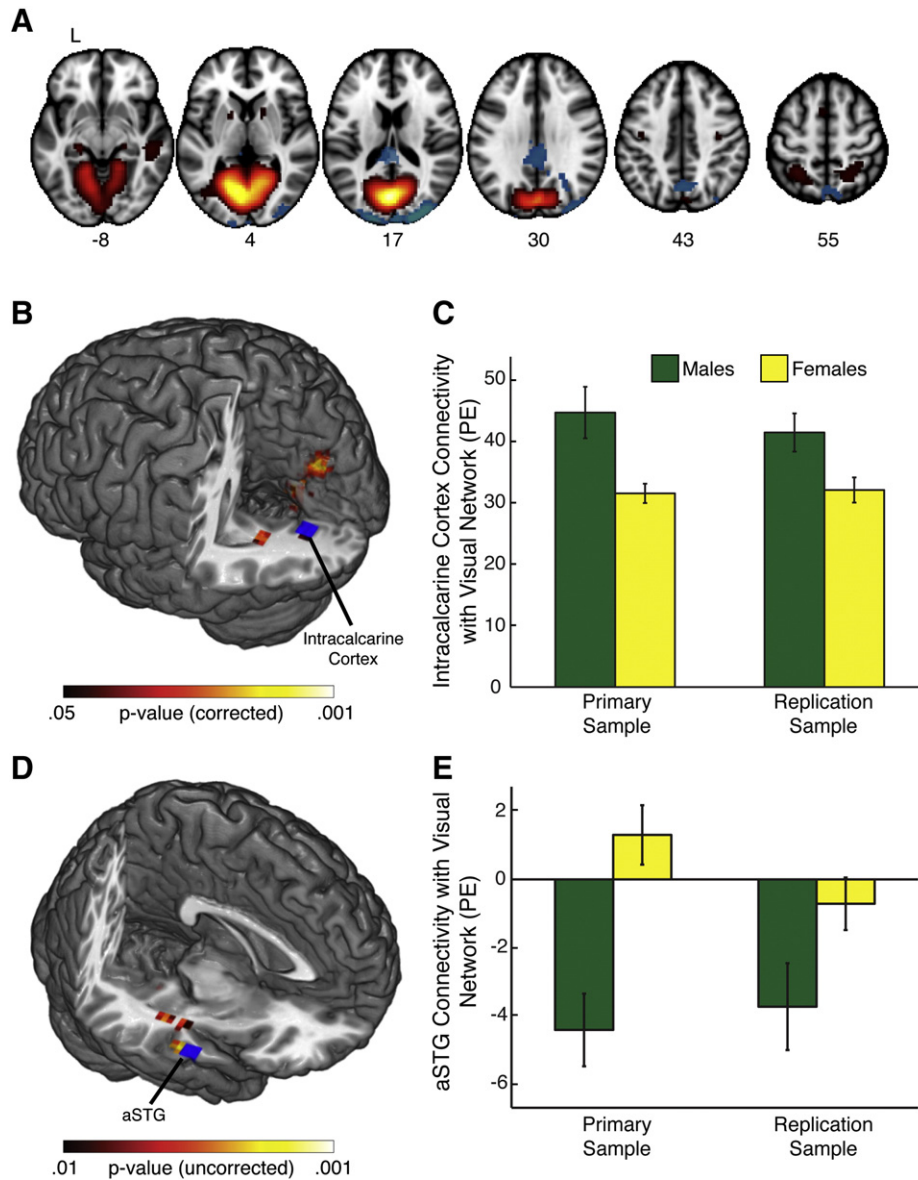 A
L
-8 4 17 30 43 55
B
Intracalcarine
Cortex
.05 p-value (corrected) .001
C
Intracalcarine Cortex Connectivity
with Visual Network (PE)
Males Females
50
40
30
20
10
0
Primary
Sample
Replication
Sample
D
aSTG
.01 p-value (uncorrected) .001
E
aSTG Connectivity with Visual
Network (PE)
2
0
-2
-4
-6
Primary
Sample
Replication
Sample